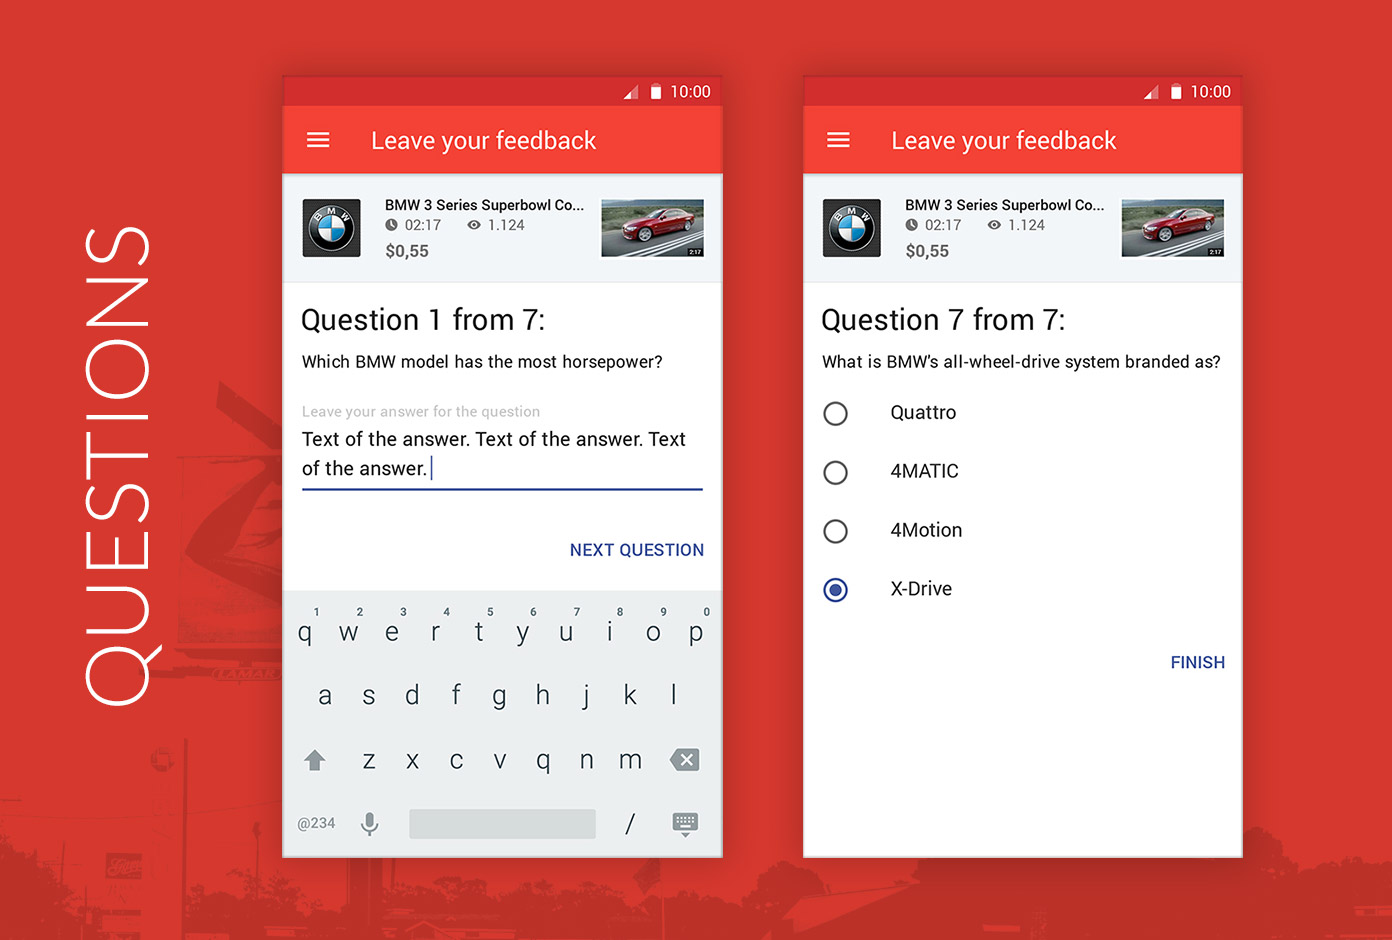 QUESTIONS
10:00
Leave your feedback
BMW
BMW 3 Series Superbowl Co...
02:17 1.124
$0,55
2:17
Question 1 from 7:
Which BMW model has the most horsepower?
Leave your answer for the question
Text of the answer. Text of the answer. Text
of the answer.
NEXT QUESTION
1 2 3 4 5 6 7 8 9 0
q w e r t y u i o p
a s d f g h j k l
z x c v q n m
@234 /
10:00
Leave your feedback
BMW
BMW 3 Series Superbowl Co...
02:17 1.124
$0,55
2:17
Question 7 from 7:
What is BMW's all-wheel-drive system branded as?
Quattro
4MATIC
4Motion
X-Drive
FINISH